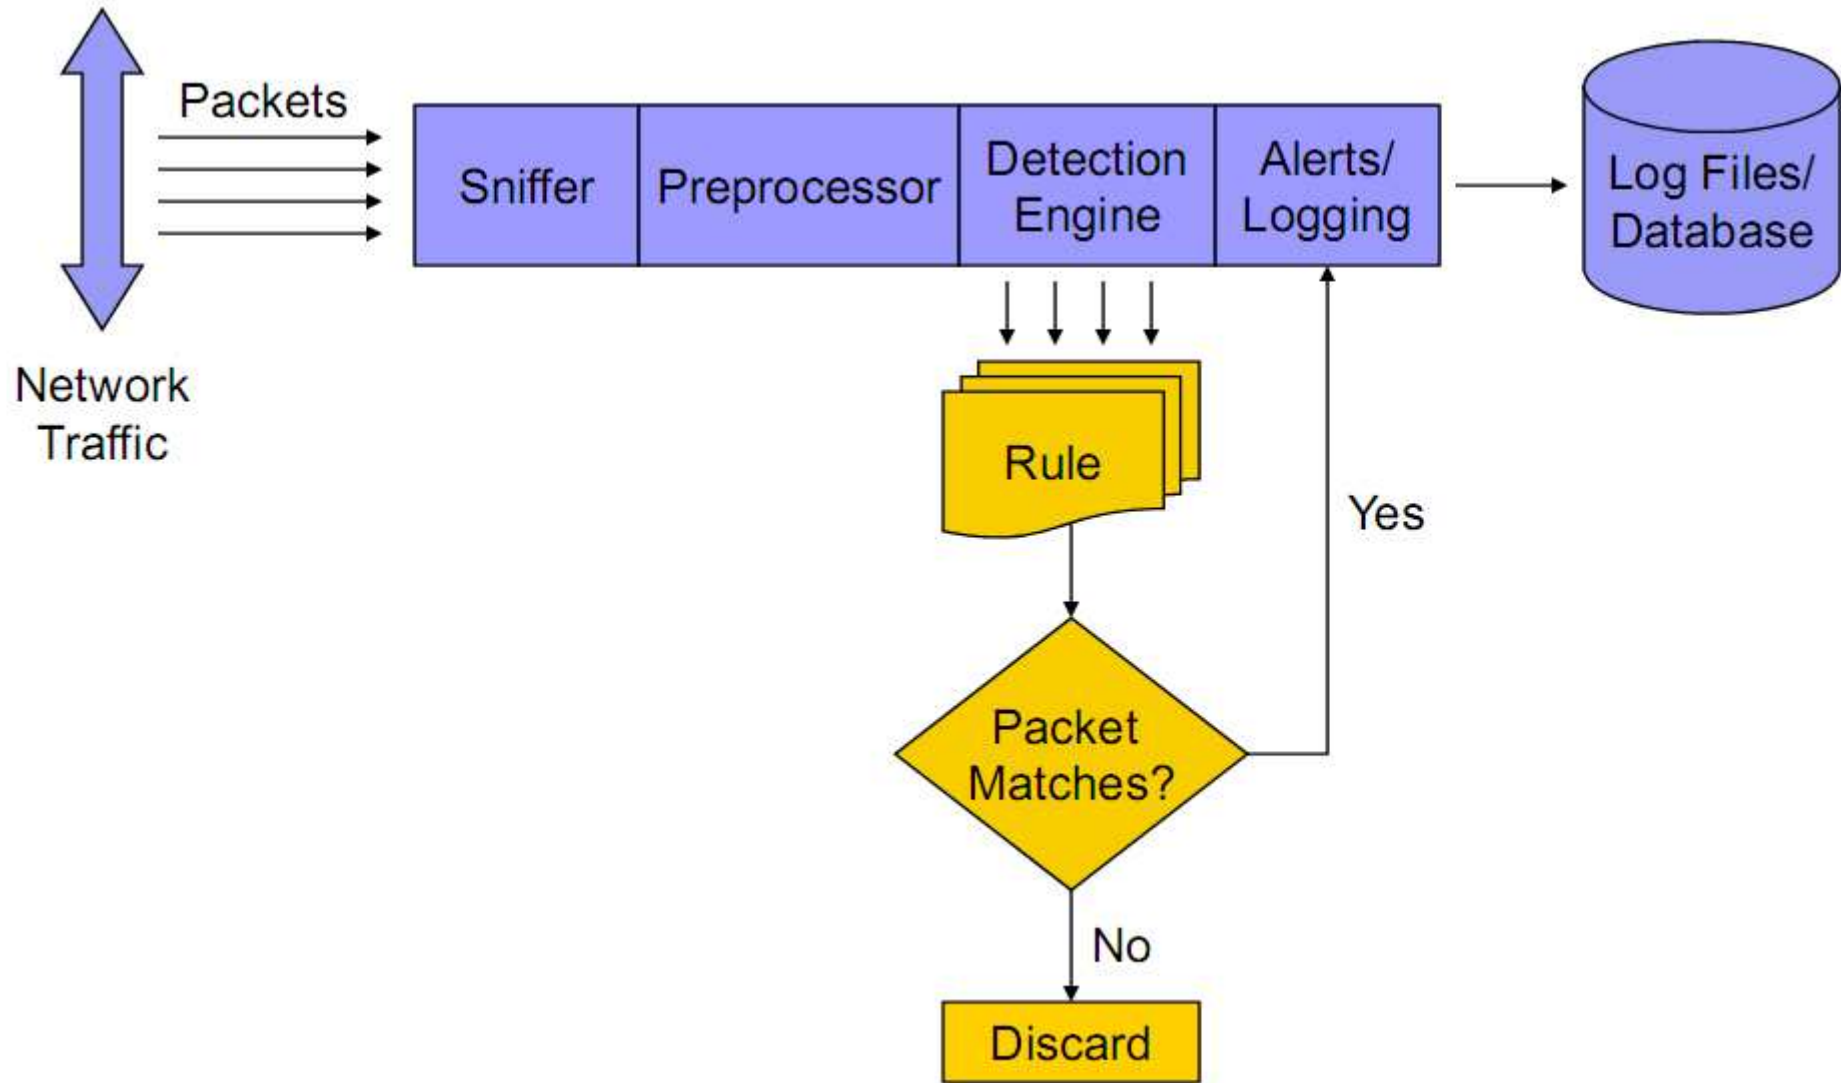 Packets
Sniffer
Preprocessor
Detection
Engine
Alerts/
Logging
Log Files/
Database
Network
Traffic
Rule
Yes
Packet
Matches?
No
Discard